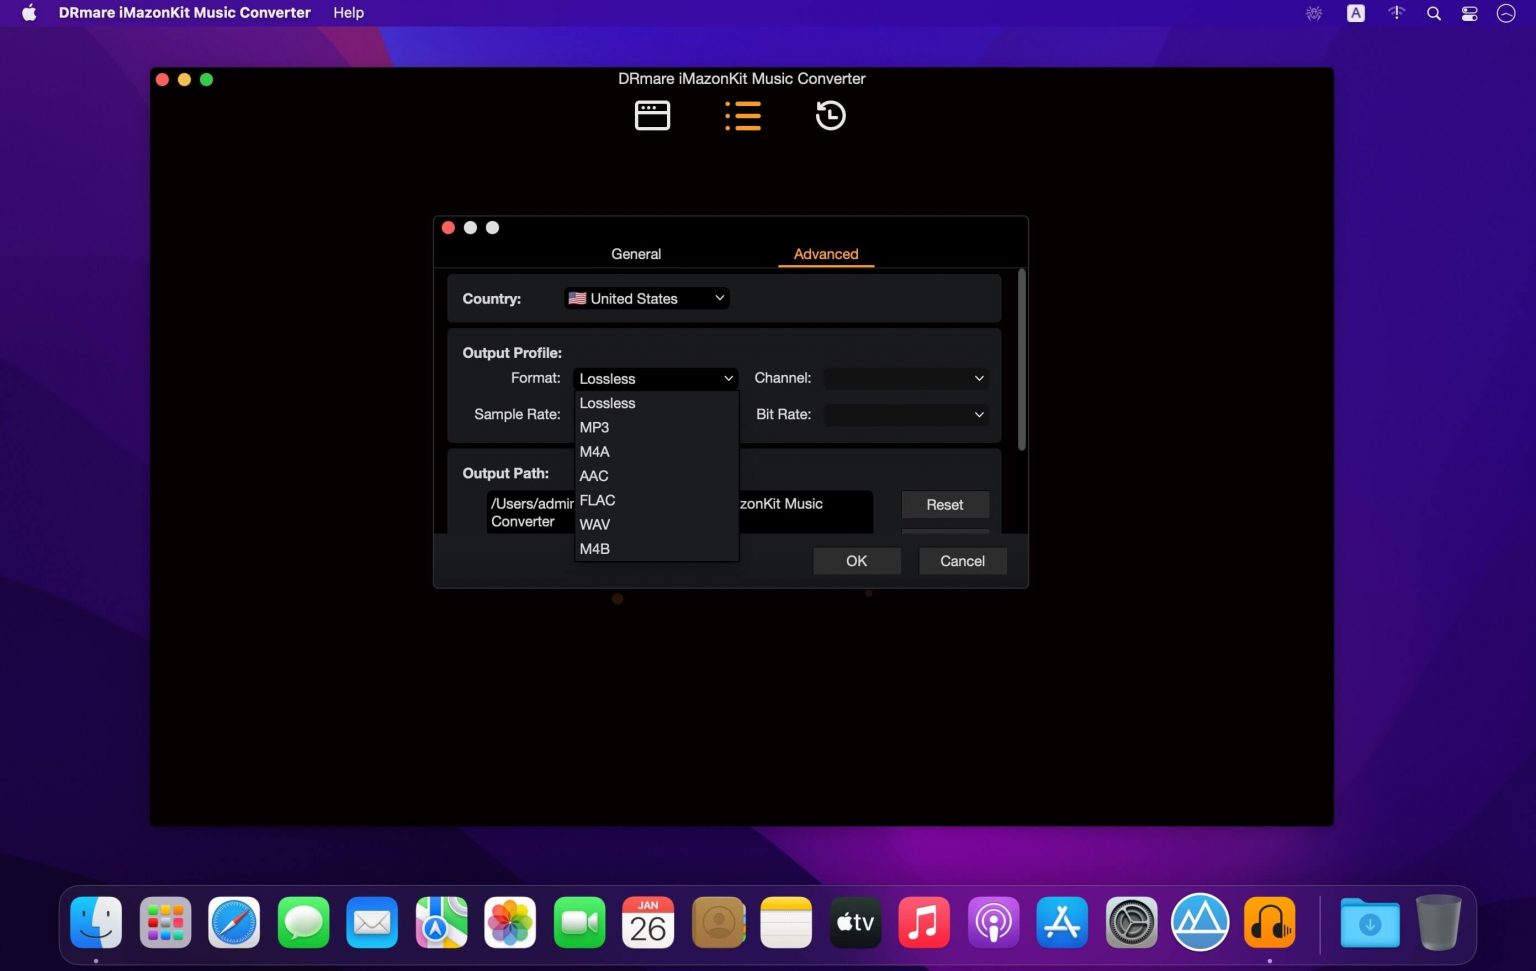 DRmare iMazonKit Music Converter Help
A
DRmare iMazonKit Music Converter
General Advanced
Country: United States
Output Profile:
Format: Lossless Channel:
Lossless
MP3
Sample Rate: Bit Rate:
M4A
AAC
FLAC
WAV
M4B
Output Path:
/Users/admin zonKit Music
Converter
Reset
OK Cancel
JAN
26
tv